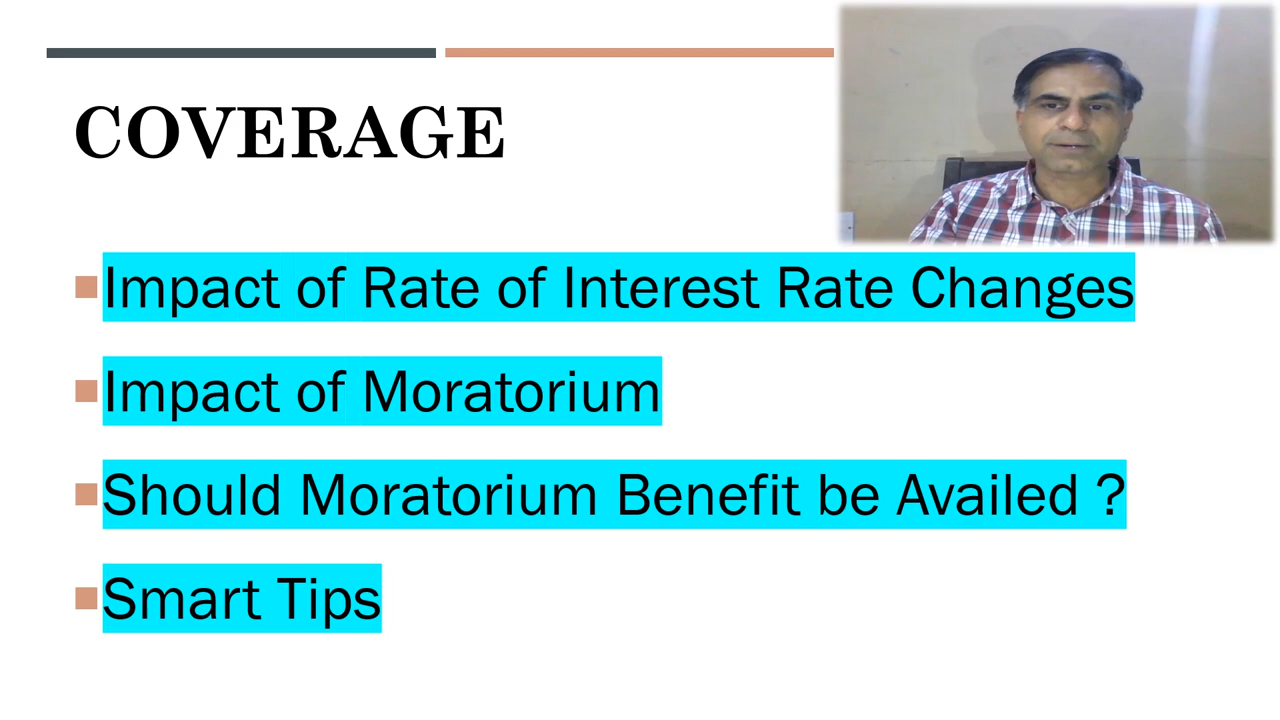 COVERAGE
Impact of Rate of Interest Rate Changes
Impact of Moratorium
Should Moratorium Benefit be Availed ?
Smart Tips